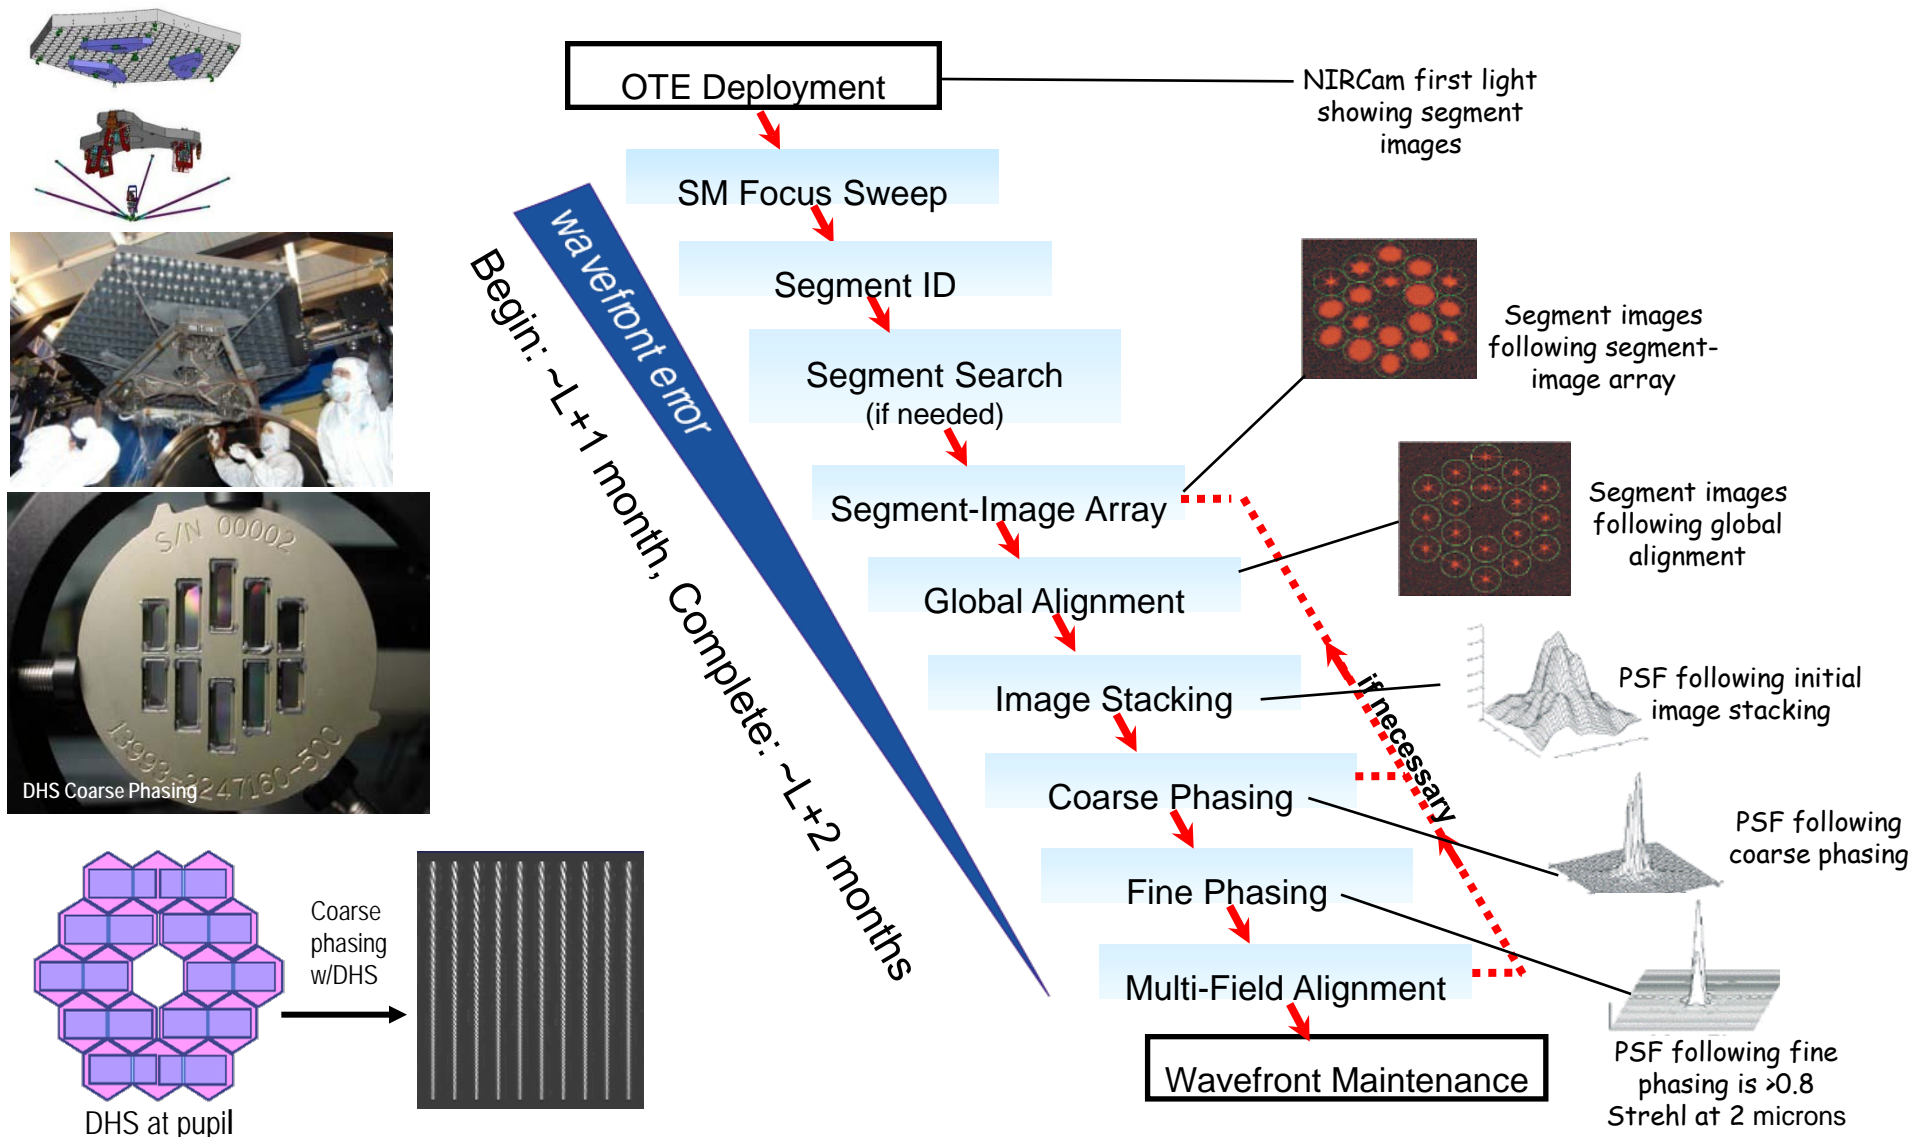 OTE Deployment
NIRCam first light
showing segment
images
SM Focus Sweep
Segment ID
Segment Search
(if needed)
Segment-Image Array
Global Alignment
Image Stacking
Coarse Phasing
Fine Phasing
Multi-Field Alignment
Wavefront Maintenance
wavefront error
Begin: ~L+1 month, Complete: ~L+2 months
if necessary
Segment images
following segment-
image array
Segment images
following global
alignment
PSF following initial
image stacking
PSF following
coarse phasing
PSF following fine
phasing is >0.8
Strehl at 2 microns
S/N 00002
13993-3247160-500
DHS Coarse Phasing
Coarse
phasing
w/DHS
DHS at pupil